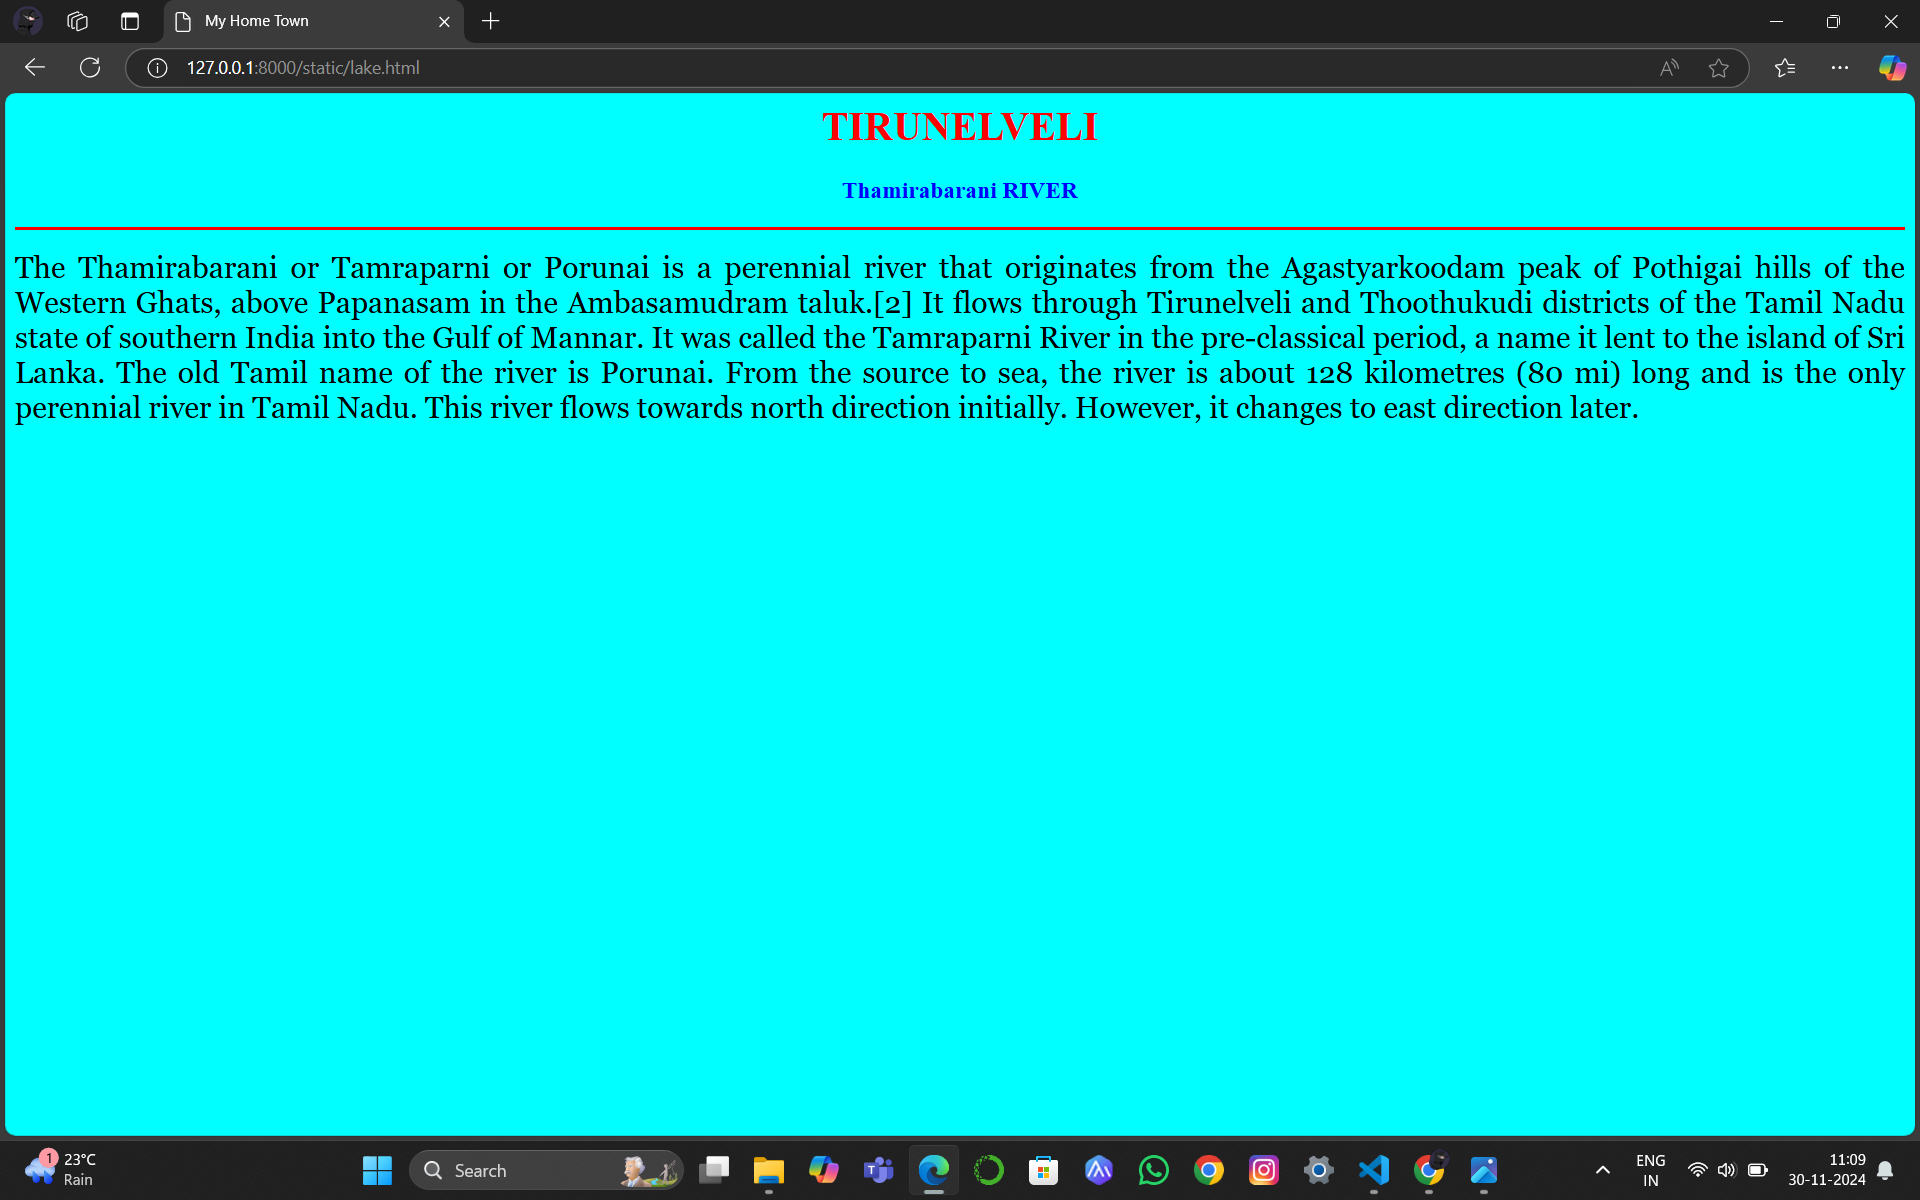 My Home Town
127.0.0.1:8000/static/lake.html
TIRUNELVELI
Thamirabarani RIVER
The Thamirabarani or Tamraparni or Porunai is a perennial river that originates from the Agastyarkoodam peak of Pothigai hills of the
Western Ghats, above Papanasam in the Ambasamudram taluk.[2] It flows through Tirunelveli and Thoothukudi districts of the Tamil Nadu
state of southern India into the Gulf of Mannar. It was called the Tamraparni River in the pre-classical period, a name it lent to the island of Sri
Lanka. The old Tamil name of the river is Porunai. From the source to sea, the river is about 128 kilometres (80 mi) long and is the only
perennial river in Tamil Nadu. This river flows towards north direction initially. However, it changes to east direction later.
1
23°C
Rain
Search
ENG
IN
11:09
30-11-2024